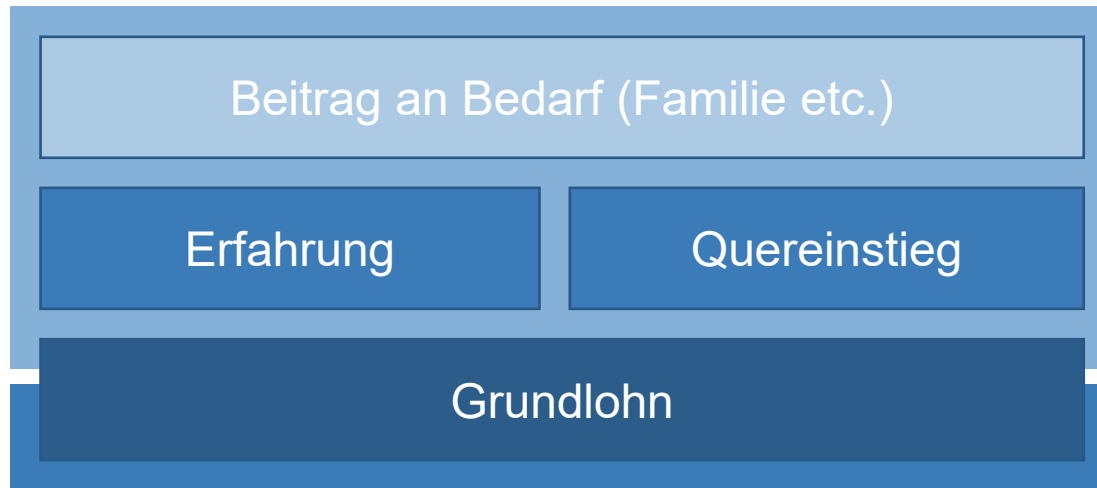 Beitrag an Bedarf (Familie etc.)
Erfahrung
Quereinstieg
Grundlohn